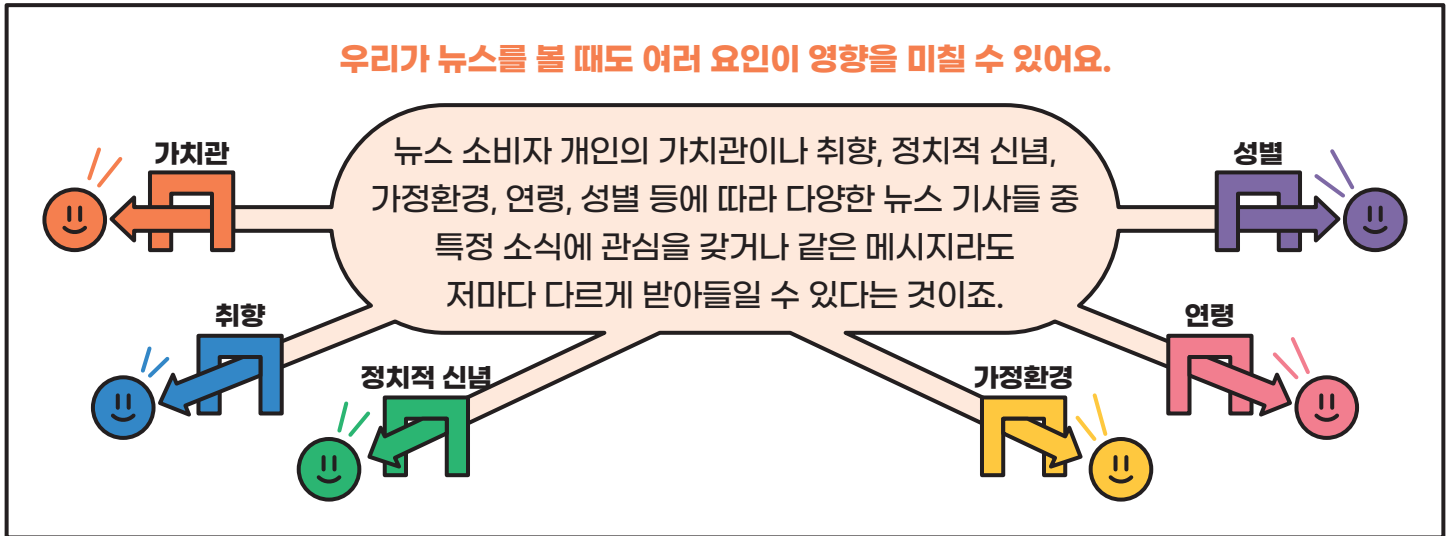 우리가 뉴스를 볼 때도 여러 요인이 영향을 미칠 수 있어요.
뉴스 소비자 개인의 가치관이나 취향, 정치적 신념,
가정환경, 연령, 성별 등에 따라 다양한 뉴스 기사들 중
특정 소식에 관심을 갖거나 같은 메시지라도
저마다 다르게 받아들일 수 있다는 것이죠.
가치관
성별
취향
연령
정치적 신념
가정환경